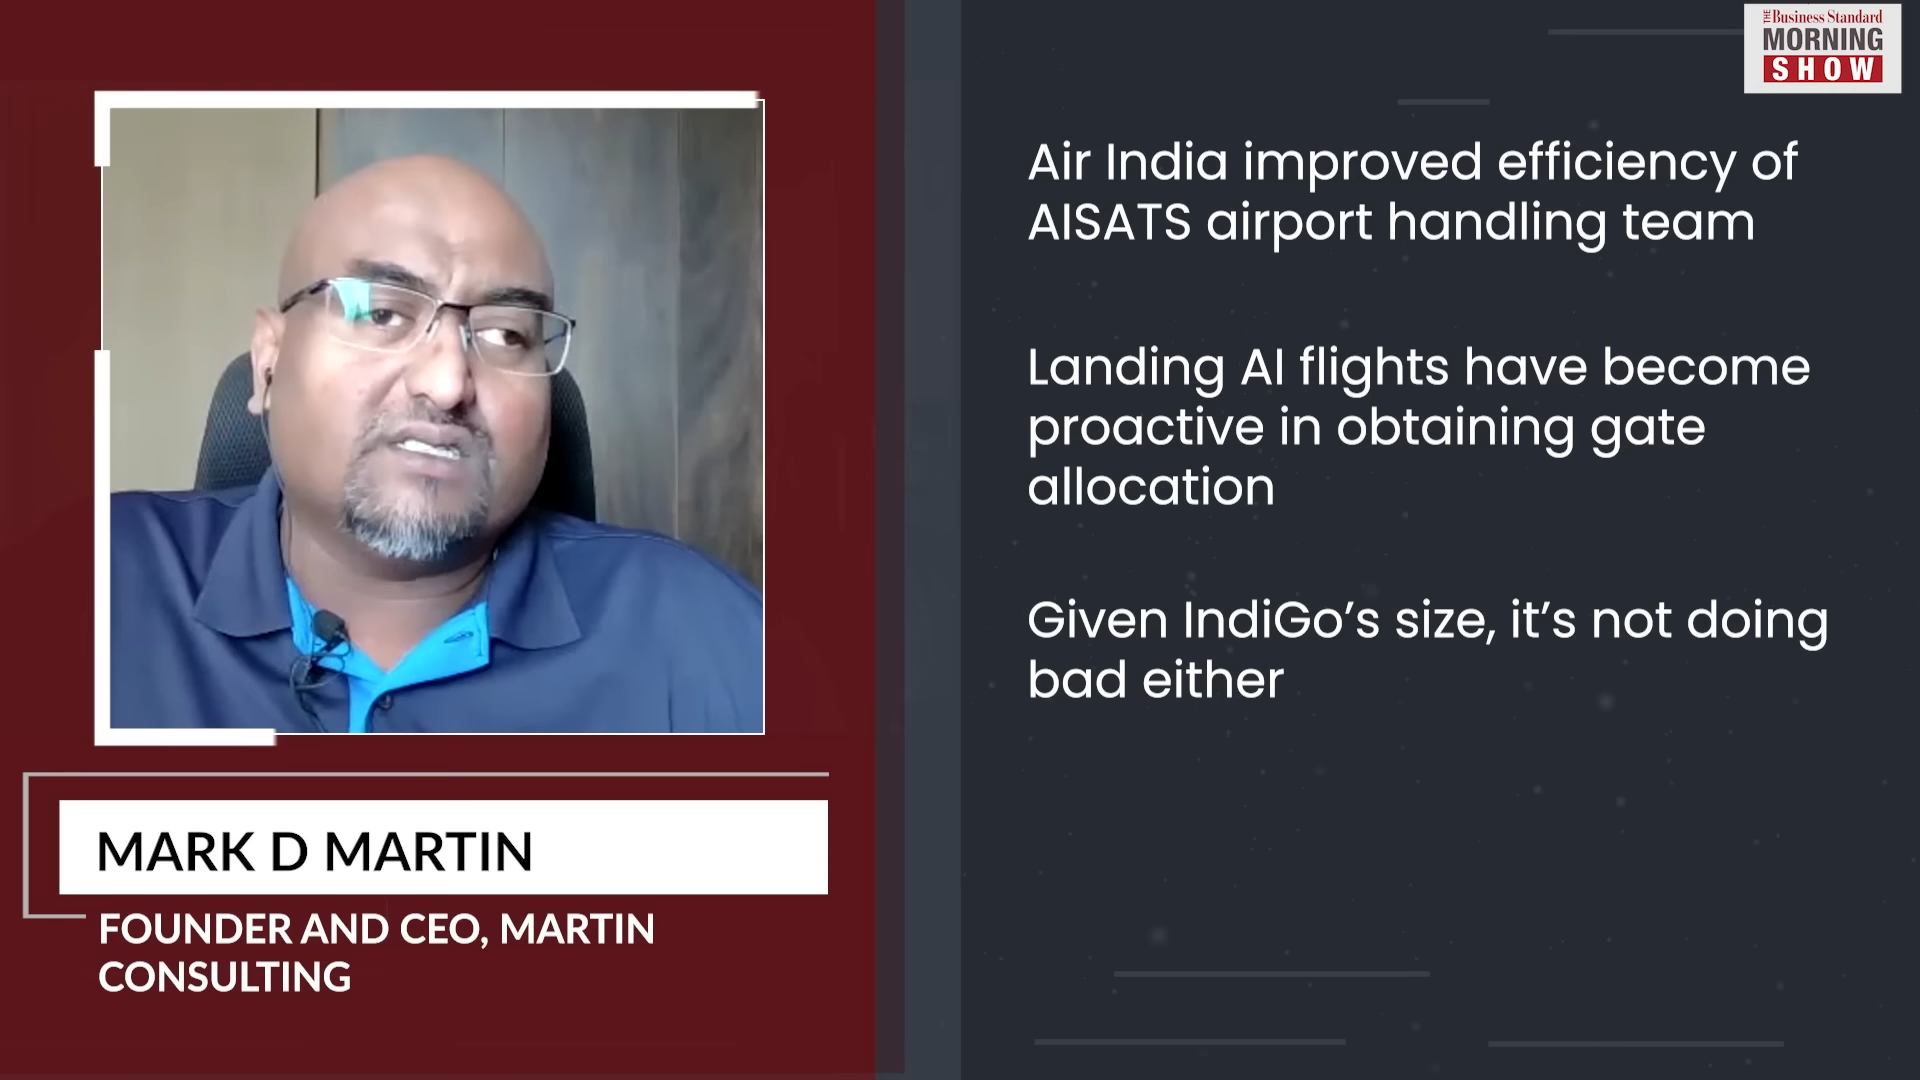 THE Business Standard
MORNING
SHOW
Air India improved efficiency of
AISATS airport handling team
Landing AI flights have become
proactive in obtaining gate
allocation
Given IndiGo’s size, it’s not doing
bad either
MARK D MARTIN
FOUNDER AND CEO, MARTIN
CONSULTING